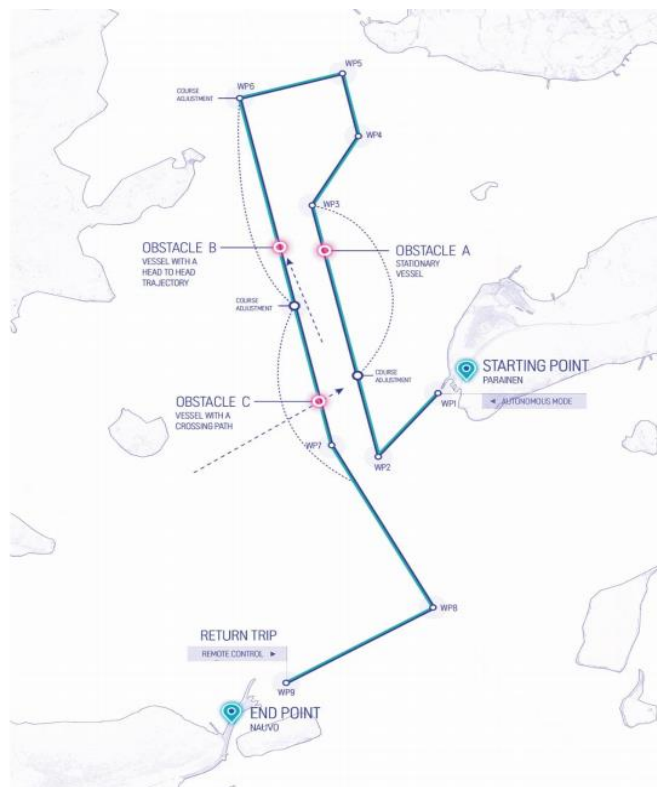 WP5
WP6
COURSE
ADJUSTMENT
WP4
WP3
OBSTACLE B
VESSEL WITH A
HEAD TO HEAD
TRAJECTORY
OBSTACLE A
STATIONARY
VESSEL
COURSE
ADJUSTMENT
STARTING POINT
PARAINEN
COURSE
ADJUSTMENT
WP1
◄ AUTONOMOUS MODE
OBSTACLE C
VESSEL WITH A
CROSSING PATH
WP7
WP2
WP8
RETURN TRIP
REMOTE CONTROL ►
WP9
END POINT
NAUVO